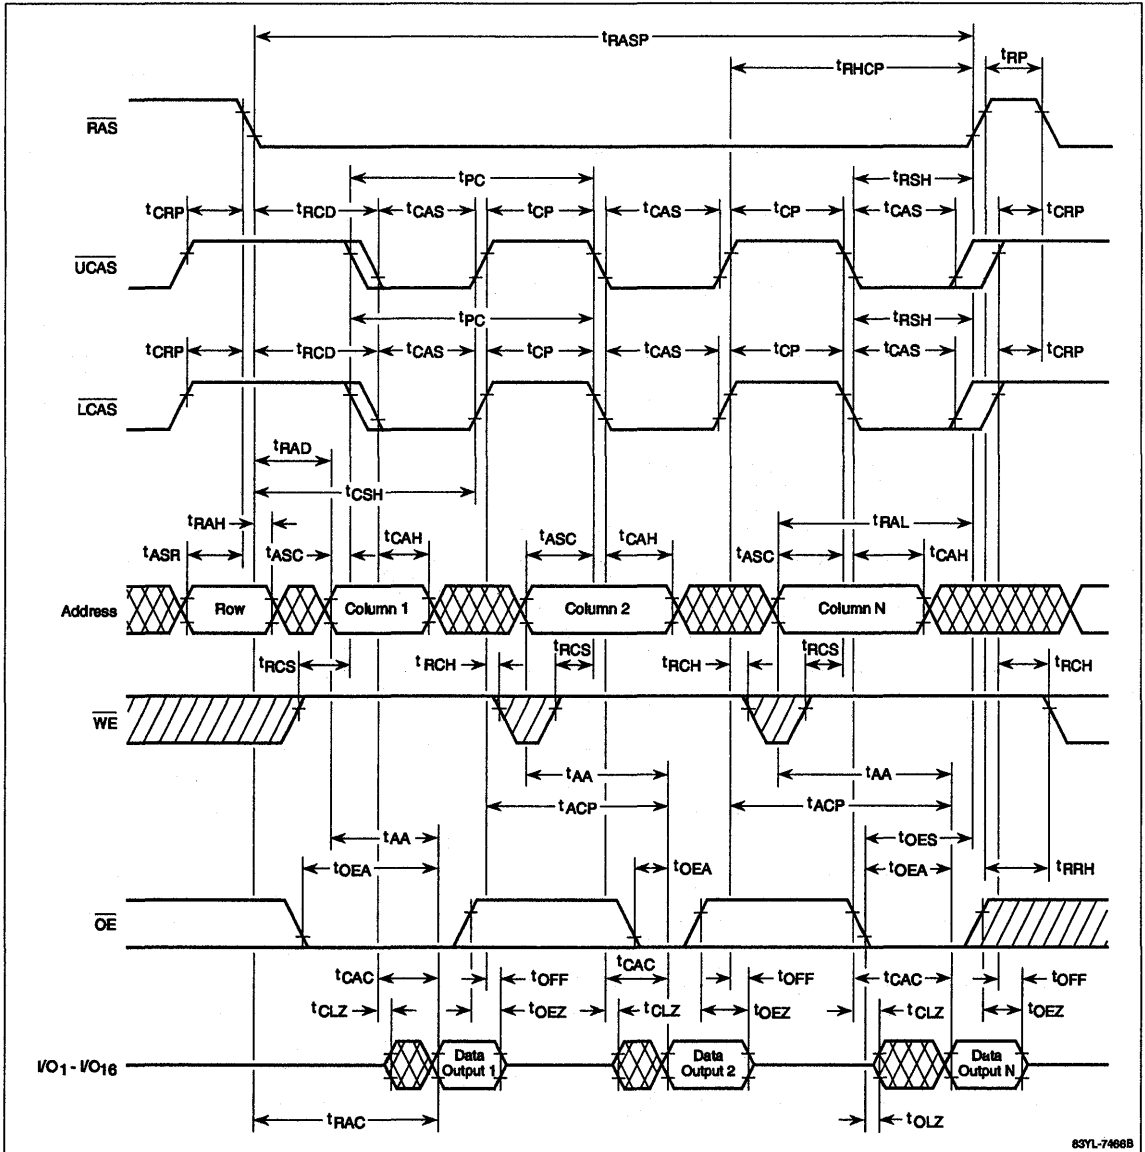 tRASP
tRHCP tRP
RAS
tPC tRSH
tCRP tRCD tCAS tCP tCAS tCP tCAS tCRP
UCAS
tPC tRSH
tCRP tRCD tCAS tCP tCAS tCP tCAS tCRP
LCAS
tRAD
tCSH
tRAH tRAL
tASR tASC tCAH tASC tCAH tASC tCAH
Address Row Column 1 Column 2 Column N
tRCS tRCH tRCS tRCH tRCS tRCH
WE
tAA tAA
tACP tACP
tAA tOES
tOEA tOEA tOEA tRRH
OE
tCAC tOFF tCAC tOFF tCAC tOFF
tCLZ tOEZ tCLZ tOEZ tCLZ tOEZ
I/O1 - I/O16 Data Output 1 Data Output 2 Data Output N
tRAC tOLZ
83YL-7466B